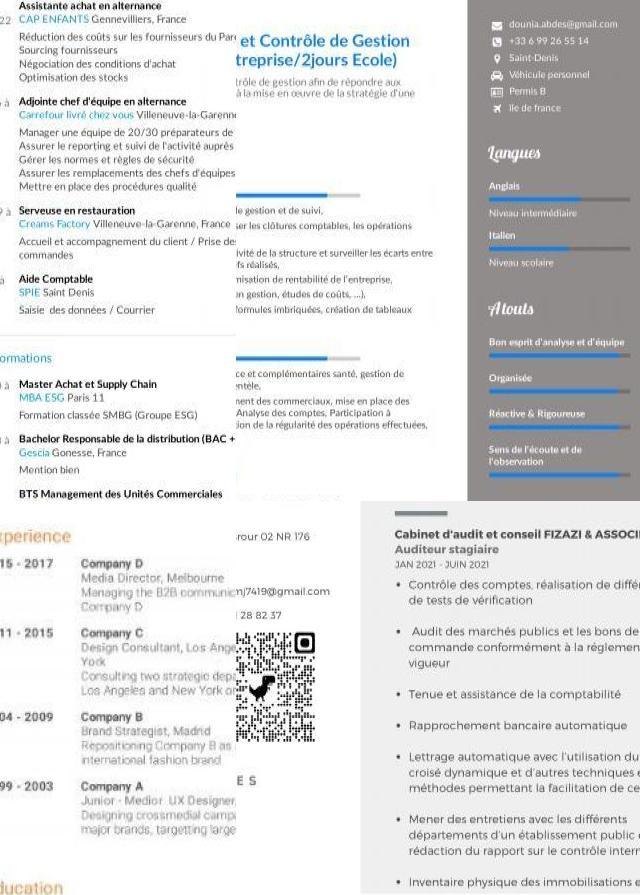 Assistante achat en alternance
22 CAP ENFANTS Gennevilliers, France
Réduction des coûts sur les fournisseurs du Par
Sourcing fournisseurs
Négociation des conditions d'achat
Optimisation des stocks
à Adjointe chef d'équipe en alternance
Carrefour livré chez vous Villeneuve-la-Garenne
Manager une équipe de 20/30 préparateurs de
Assurer le reporting et suivi de l'activité auprès
Gérer les normes et règles de sécurité
Assurer les remplacements des chefs d'équipes
Mettre en place des procédures qualité
9 à Serveuse en restauration
Creams Factory Villeneuve-la-Garenne, France
Accueil et accompagnement du client / Prise de
commandes
à Aide Comptable
SPIE Saint Denis
Saisie des données / Courrier
ormations
à Master Achat et Supply Chain
MBA ESG Paris 11
Formation classée SMBG (Groupe ESG)
à Bachelor Responsable de la distribution (BAC +
Gescia Gonesse, France
Mention bien
BTS Management des Unités Commerciales
et Contrôle de Gestion
treprise/2jours Ecole)
trôle de gestion afin de répondre aux
à la mise en œuvre de la stratégie d'une
le gestion et de suivi,
ser les clôtures comptables, les opérations
ivité de la structure et surveiller les écarts entre
fs réalisés,
misation de rentabilité de l'entreprise,
on gestion, études de coûts, ...),
formules imbriquées, création de tableaux
ce et complémentaires santé, gestion de
entèle,
nent des commerciaux, mise en place des
Analyse des comptes, Participation à
ion de la régularité des opérations effectuées,
dounia.abdes@gmail.com
+33 6 99 26 55 14
Saint-Denis
Véhicule personnel
Permis B
Ile de france
Langues
Anglais
Niveau intermédiaire
Italien
Niveau scolaire
Atouts
Bon esprit d'analyse et d'équipe
Organisée
Réactive & Rigoureuse
Sens de l'écoute et de
l'observation
xperience
15 - 2017 Company D
Media Director, Melbourne
Managing the B2B communic
Company D
11 - 2015 Company C
Design Consultant, Los Ange
York
Consulting two strategic depa
Los Angeles and New York or
04 - 2009 Company B
Brand Strategist, Madrid
Repositioning Company B as
international fashion brand
99 - 2003 Company A
Junior - Medior UX Designer,
Designing crossmedial campa
major brands, targetting large
ducation
rour 02 NR 176
nj7419@gmail.com
28 82 37
E S
Cabinet d'audit et conseil FIZAZI & ASSOCI
Auditeur stagiaire
JAN 2021 - JUIN 2021
• Contrôle des comptes, réalisation de différ
de tests de vérification
• Audit des marchés publics et les bons de
commande conformément à la réglemen
vigueur
• Tenue et assistance de la comptabilité
• Rapprochement bancaire automatique
• Lettrage automatique avec l'utilisation du
croisé dynamique et d'autres techniques e
méthodes permettant la facilitation de ce
• Mener des entretiens avec les différents
départements d'un établissement public
rédaction du rapport sur le contrôle inter
• Inventaire physique des immobilisations e